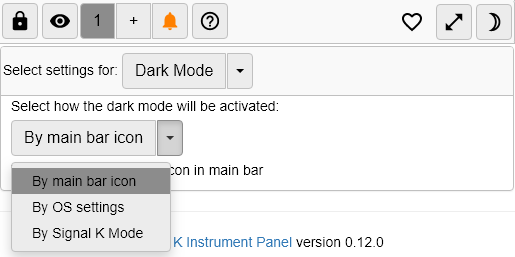 1 +
Select settings for: Dark Mode
Select how the dark mode will be activated:
By main bar icon
con in main bar
By main bar icon
By OS settings
By Signal K Mode
K Instrument Panel version 0.12.0